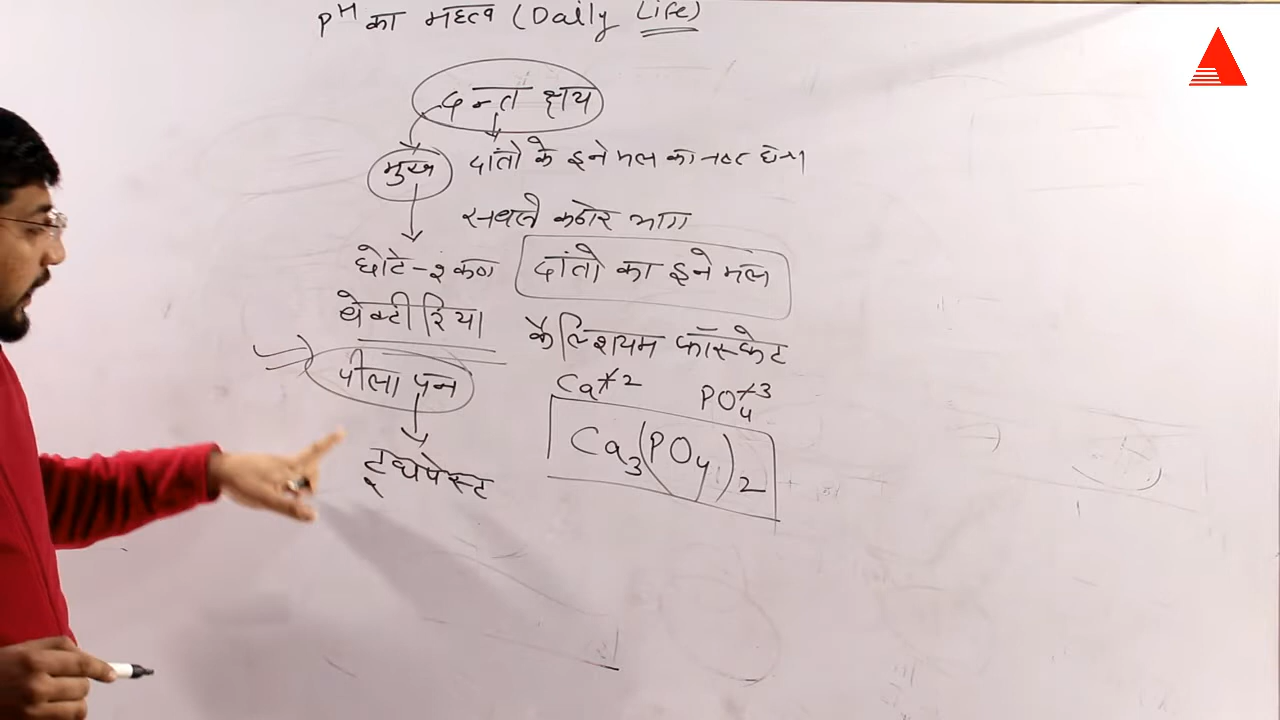 pH का महत्व (Daily Life)
दन्त क्षय
मुख
दांतो के इनेमल का नष्ट होना
सबसे कठोर भाग
छोटे-२ कण
दांतो का इनेमल
बेक्टीरिया
कैल्शियम फॉस्फेट
पीलापन
Ca+2 PO4-3
टूथपेस्ट
Ca3(PO4)2